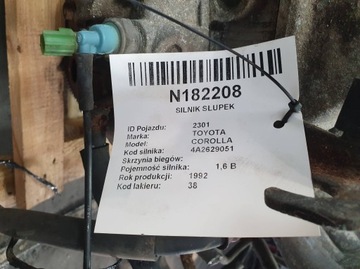 N182208
SILNIK SŁUPEK
ID Pojazdu: 2301
Marka: TOYOTA
Model: COROLLA
Kod silnika: 4A2629051
Skrzynia biegów:
Pojemność silnika: 1,6 B
Rok produkcji: 1992
Kod lakieru: 38